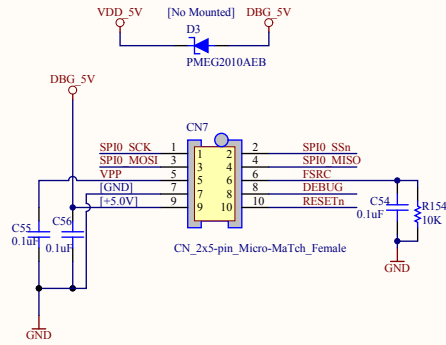 VDD_5V [No Mounted] DBG_5V
D3
PMEG2010AEB
DBG_5V
CN7
SPI0_SCK 1 1 2 2 SPI0_SSn
SPI0_MOSI 3 3 4 4 SPI0_MISO
VPP 5 5 6 6 FSRC
[GND] 7 7 8 8 DEBUG
[+5.0V] 9 9 10 10 RESETn
C55 0.1uF
C56 0.1uF
C54 0.1uF
R154 10K
CN_2x5-pin_Micro-MaTch_Female
GND
GND